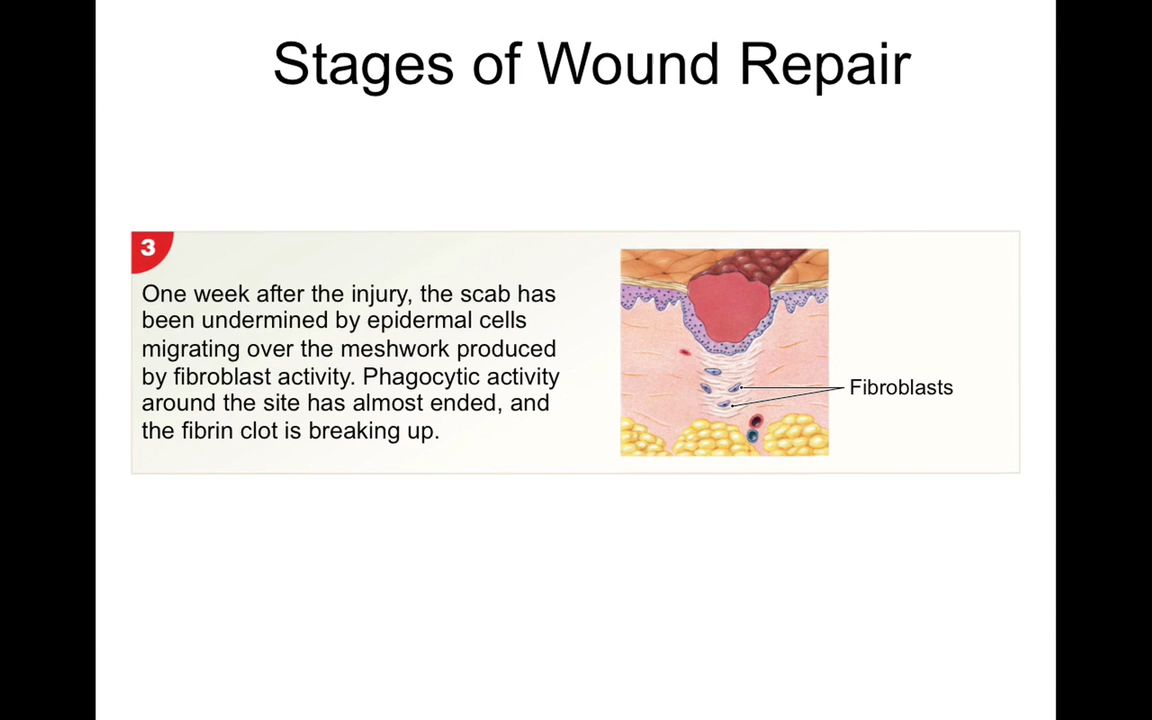 Stages of Wound Repair
3
One week after the injury, the scab has
been undermined by epidermal cells
migrating over the meshwork produced
by fibroblast activity. Phagocytic activity
around the site has almost ended, and
the fibrin clot is breaking up.
Fibroblasts